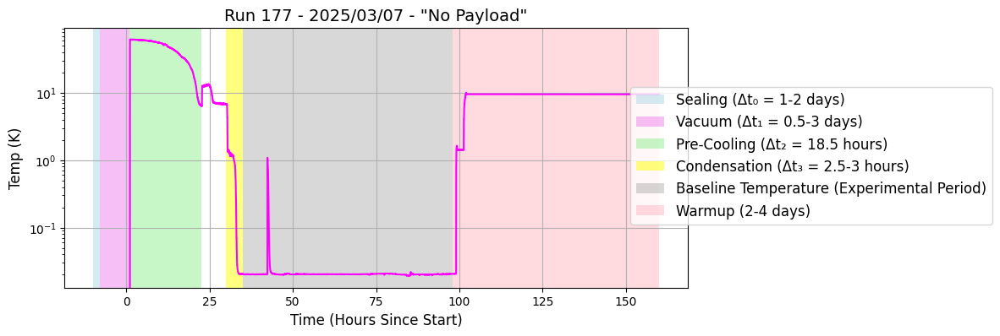 Run 177 - 2025/03/07 - "No Payload"
Temp (K)
10¹
10⁰
10⁻¹
0 25 50 75 100 125 150
Time (Hours Since Start)
Sealing (Δt₀ = 1-2 days)
Vacuum (Δt₁ = 0.5-3 days)
Pre-Cooling (Δt₂ = 18.5 hours)
Condensation (Δt₃ = 2.5-3 hours)
Baseline Temperature (Experimental Period)
Warmup (2-4 days)